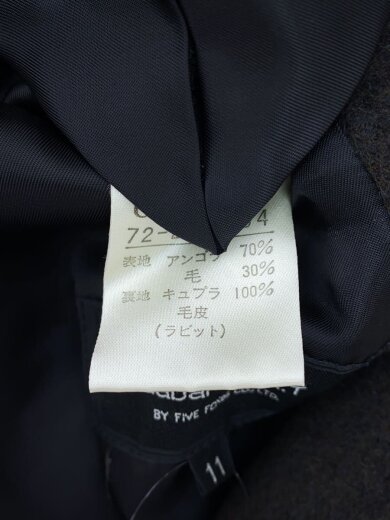 72-
4
表地 アンゴラ 70%
毛 30%
裏地 キュプラ 100%
毛皮
(ラビット)
BY FIVE FOXES CO.,LTD.
11